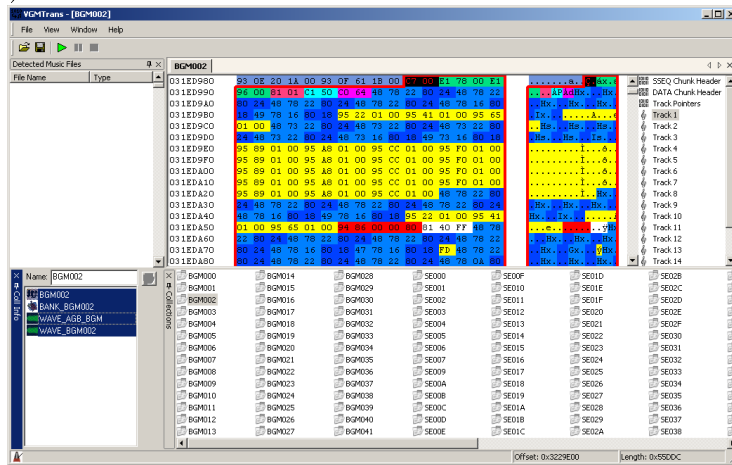 VGMTrans - [BGM002]
File View Window Help
Detected Music Files
File Name Type
BGM002
031ED980 93 0E 20 1A 00 93 0F 61 1B 00 C7 00 E1 78 00 E1
031ED990 96 00 81 01 C1 50 C0 64 48 78 22 80 24 48 78 22
031ED9A0 80 24 48 78 22 80 24 48 78 22 80 24 48 78 16 80
031ED9B0 18 49 78 16 80 18 95 22 01 00 95 41 01 00 95 65
031ED9C0 01 00 48 73 22 80 24 48 73 22 80 24 48 73 22 80
031ED9D0 24 48 73 22 80 24 48 73 16 80 18 49 73 16 80 18
031ED9E0 95 89 01 00 95 A8 01 00 95 CC 01 00 95 F0 01 00
031ED9F0 95 89 01 00 95 A8 01 00 95 CC 01 00 95 F0 01 00
031EDA00 95 89 01 00 95 A8 01 00 95 CC 01 00 95 F0 01 00
031EDA10 95 89 01 00 95 A8 01 00 95 CC 01 00 95 F0 01 00
031EDA20 95 89 01 00 95 A8 01 00 95 CC 01 00 48 78 22 80
031EDA30 24 48 78 22 80 24 48 78 22 80 24 48 78 22 80 24
031EDA40 48 78 16 80 18 49 78 16 80 18 95 22 01 00 95 41
031EDA50 01 00 95 65 01 00 94 86 00 00 80 81 40 FF 48 78
031EDA60 22 80 24 48 78 22 80 24 48 78 22 80 24 48 78 22
031EDA70 80 24 48 78 16 80 18 47 78 16 80 18 FD 48 78 22
031EDA80 80 24 48 78 22 80 24 48 78 22 80 24 48 78 0A 80
SSEQ Chunk Header
DATA Chunk Header
Track Pointers
Track 1
Track 2
Track 3
Track 4
Track 5
Track 6
Track 7
Track 8
Track 9
Track 10
Track 11
Track 12
Track 13
Track 14
Coll Info
Name: BGM002
BGM002
BANK_BGM002
WAVE_AGB_BGM
WAVE_BGM002
Collections
BGM000 BGM014 BGM028 SE000 SE00F SE01D SE02B
BGM001 BGM015 BGM029 SE001 SE010 SE01E SE02C
BGM002 BGM016 BGM030 SE002 SE011 SE01F SE02D
BGM003 BGM017 BGM031 SE003 SE012 SE020 SE02E
BGM004 BGM018 BGM032 SE004 SE013 SE021 SE02F
BGM005 BGM019 BGM033 SE005 SE014 SE022 SE030
BGM006 BGM020 BGM034 SE006 SE015 SE023 SE031
BGM007 BGM021 BGM035 SE007 SE016 SE024 SE032
BGM008 BGM022 BGM036 SE009 SE017 SE025 SE033
BGM009 BGM023 BGM037 SE00A SE018 SE026 SE034
BGM010 BGM024 BGM038 SE00B SE019 SE027 SE035
BGM011 BGM025 BGM039 SE00C SE01A SE028 SE036
BGM012 BGM026 BGM040 SE00D SE01B SE029 SE037
BGM013 BGM027 BGM041 SE00E SE01C SE02A SE038
Offset: 0x3229E00 Length: 0x55DDC